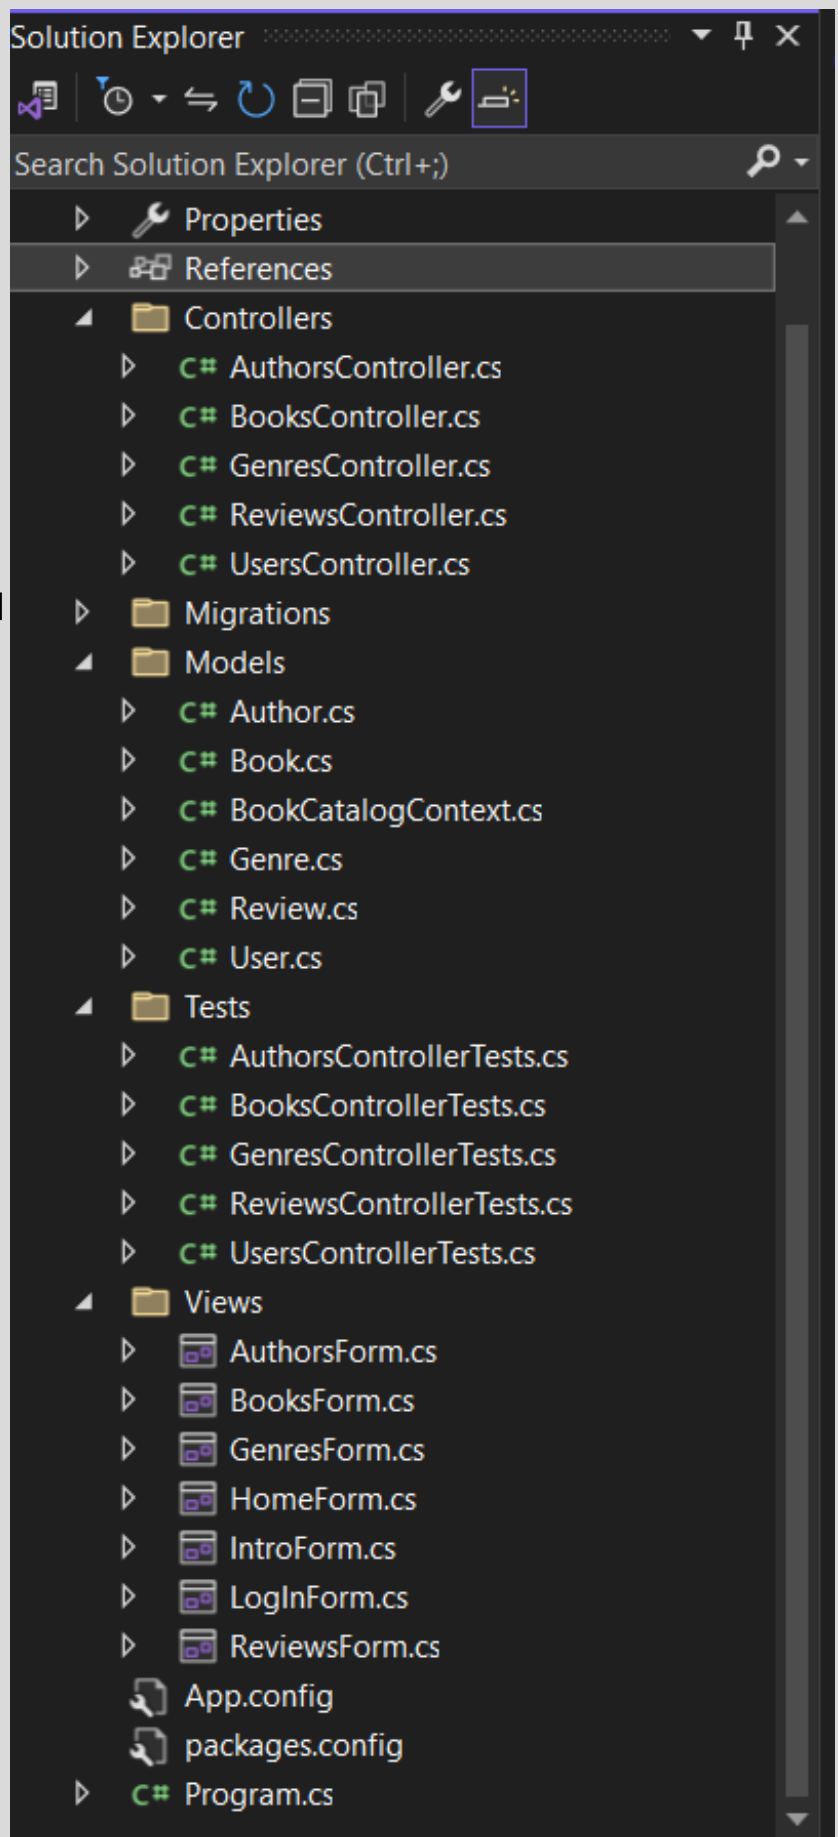 Solution Explorer
Search Solution Explorer (Ctrl+;)
Properties
References
Controllers
C# AuthorsController.cs
C# BooksController.cs
C# GenresController.cs
C# ReviewsController.cs
C# UsersController.cs
Migrations
Models
C# Author.cs
C# Book.cs
C# BookCatalogContext.cs
C# Genre.cs
C# Review.cs
C# User.cs
Tests
C# AuthorsControllerTests.cs
C# BooksControllerTests.cs
C# GenresControllerTests.cs
C# ReviewsControllerTests.cs
C# UsersControllerTests.cs
Views
AuthorsForm.cs
BooksForm.cs
GenresForm.cs
HomeForm.cs
IntroForm.cs
LogInForm.cs
ReviewsForm.cs
App.config
packages.config
C# Program.cs